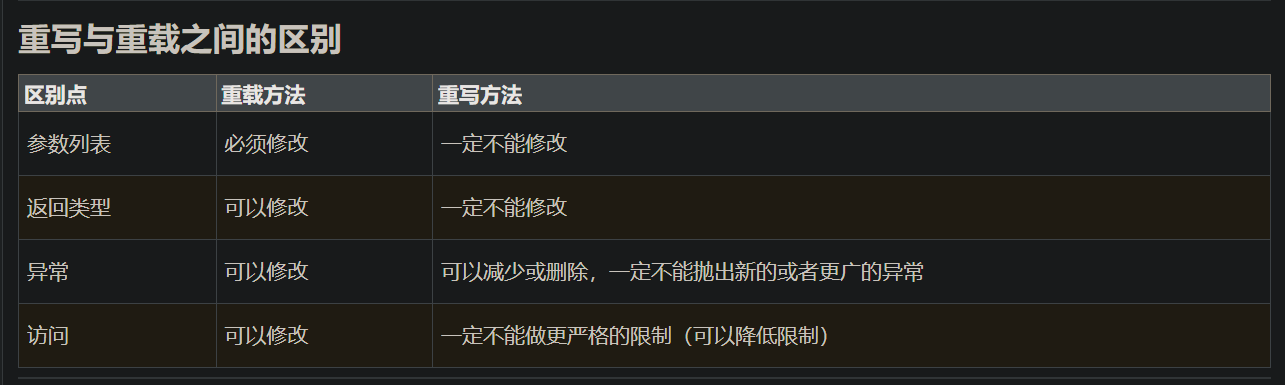 重写与重载之间的区别
区别点 重载方法 重写方法
参数列表 必须修改 一定不能修改
返回类型 可以修改 一定不能修改
异常 可以修改 可以减少或删除，一定不能抛出新的或者更广的异常
访问 可以修改 一定不能做更严格的限制（可以降低限制）